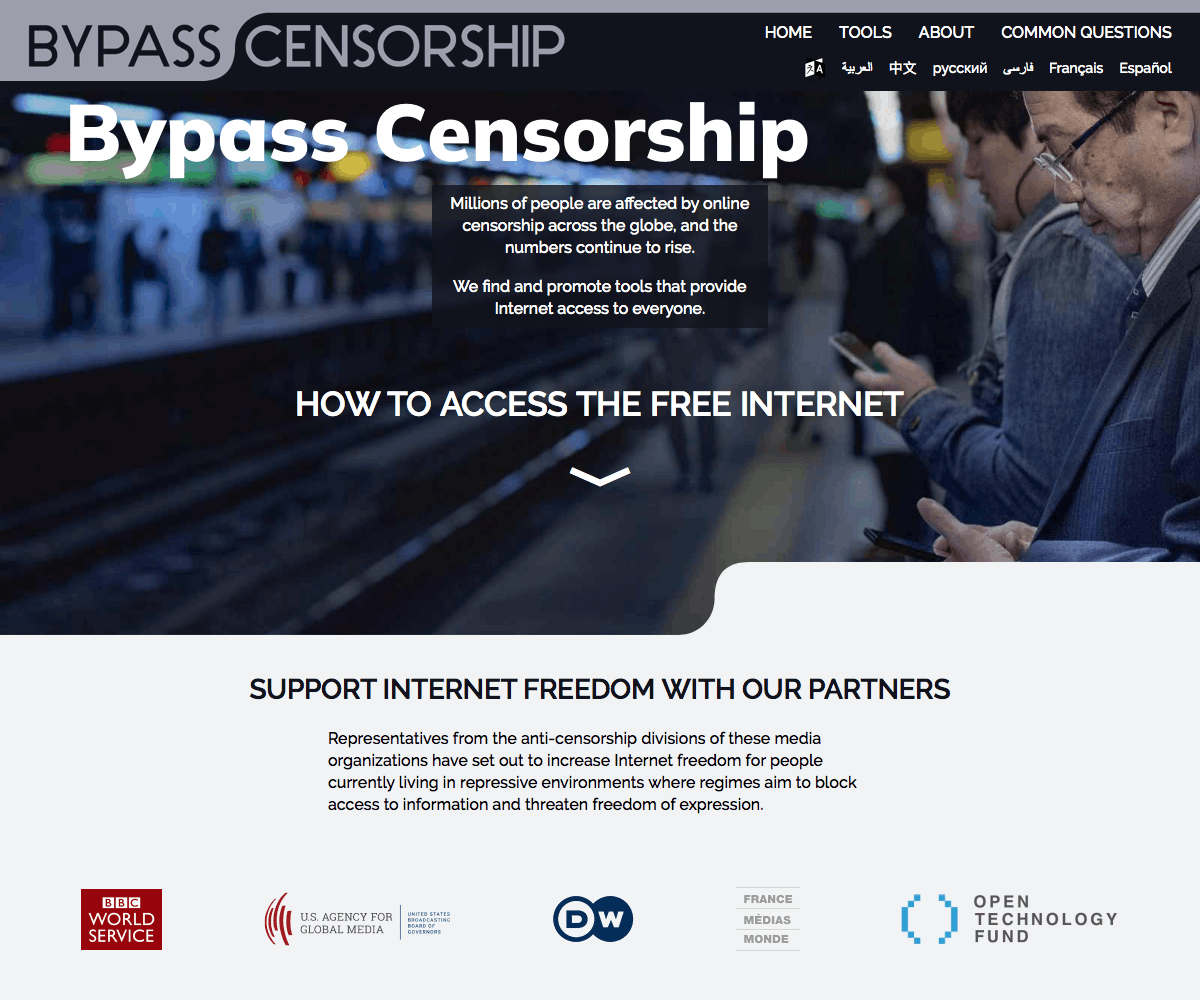 BYPASS CENSORSHIP
HOME TOOLS ABOUT COMMON QUESTIONS
العربية 中文 русский فارسی Français Español
Bypass Censorship
Millions of people are affected by online
censorship across the globe, and the
numbers continue to rise.
We find and promote tools that provide
Internet access to everyone.
HOW TO ACCESS THE FREE INTERNET
SUPPORT INTERNET FREEDOM WITH OUR PARTNERS
Representatives from the anti-censorship divisions of these media
organizations have set out to increase Internet freedom for people
currently living in repressive environments where regimes aim to block
access to information and threaten freedom of expression.
BBC
WORLD
SERVICE
U.S. AGENCY FOR
GLOBAL MEDIA
UNITED STATES
BROADCASTING
BOARD OF
GOVERNORS
DW
FRANCE
MÉDIAS
MONDE
OPEN
TECHNOLOGY
FUND